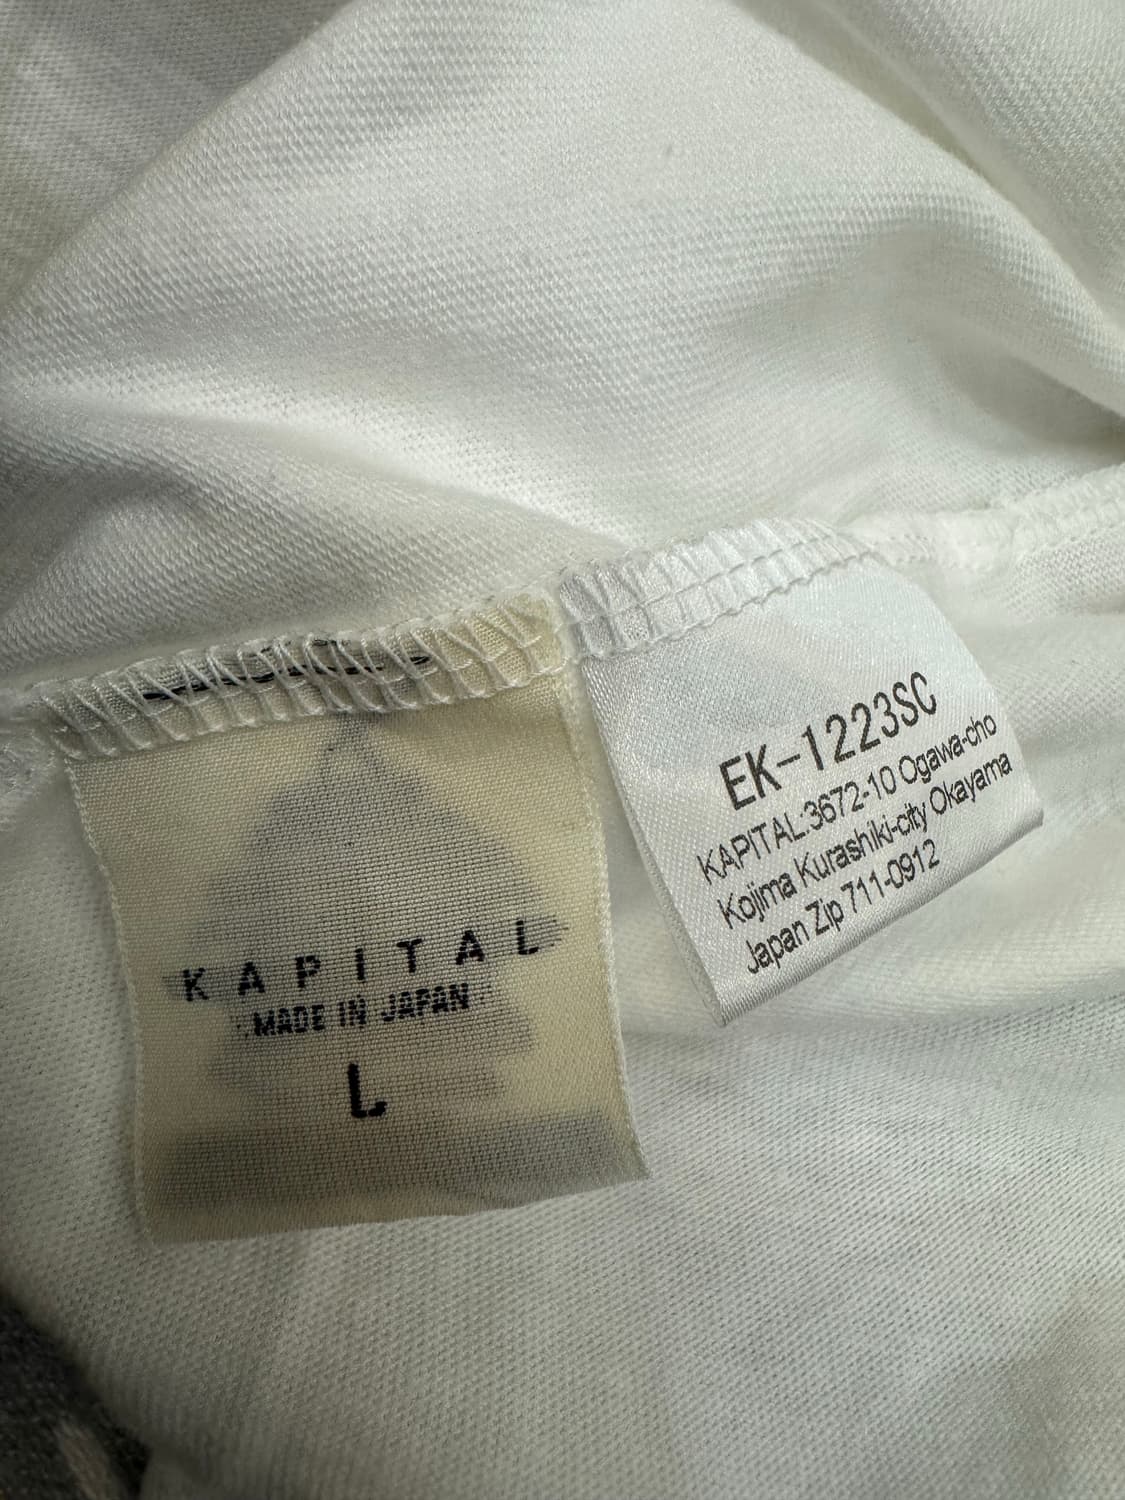 KAPITAL
MADE IN JAPAN
L
EK-1223SC
KAPITAL:3672-10 Ogawa-cho
Kojima Kurashiki-city Okayama
Japan Zip 711-0912